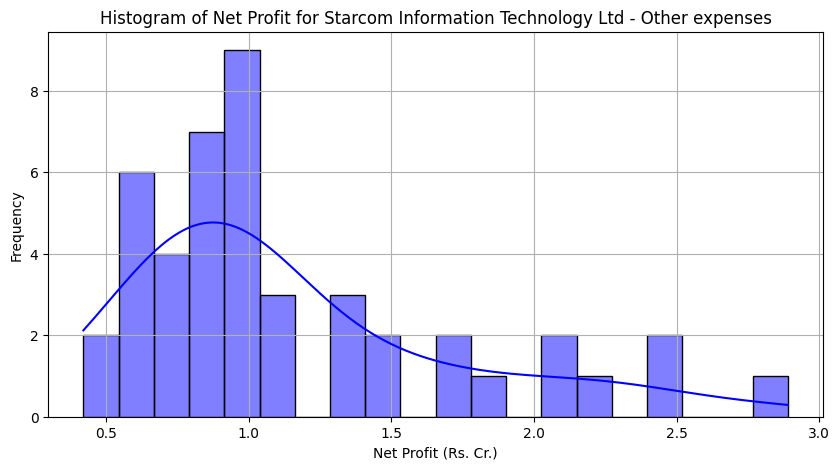 Histogram of Net Profit for Starcom Information Technology Ltd - Other expenses
Frequency
8
6
4
2
0
0.5 1.0 1.5 2.0 2.5 3.0
Net Profit (Rs. Cr.)